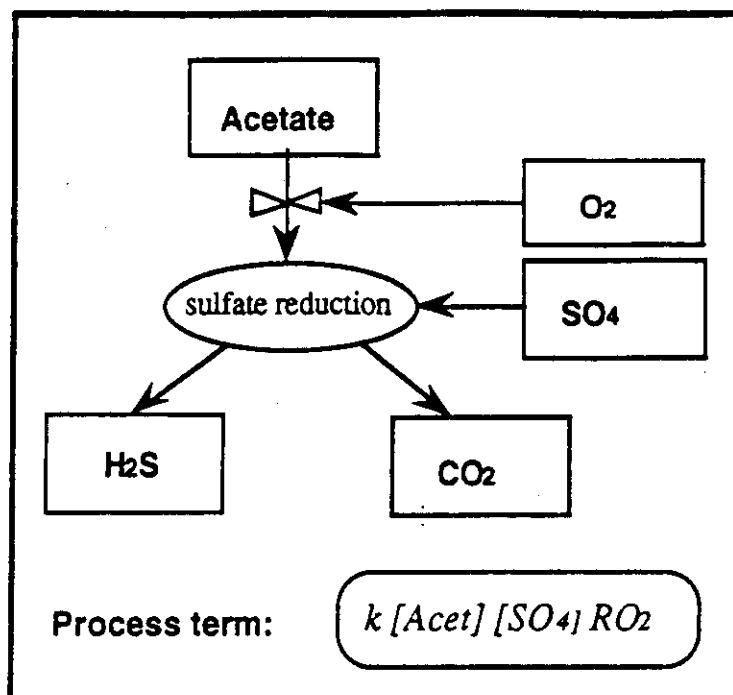 Acetate
O2
sulfate reduction
SO4
H2S
CO2
Process term:
k [Acet] [SO4] RO2